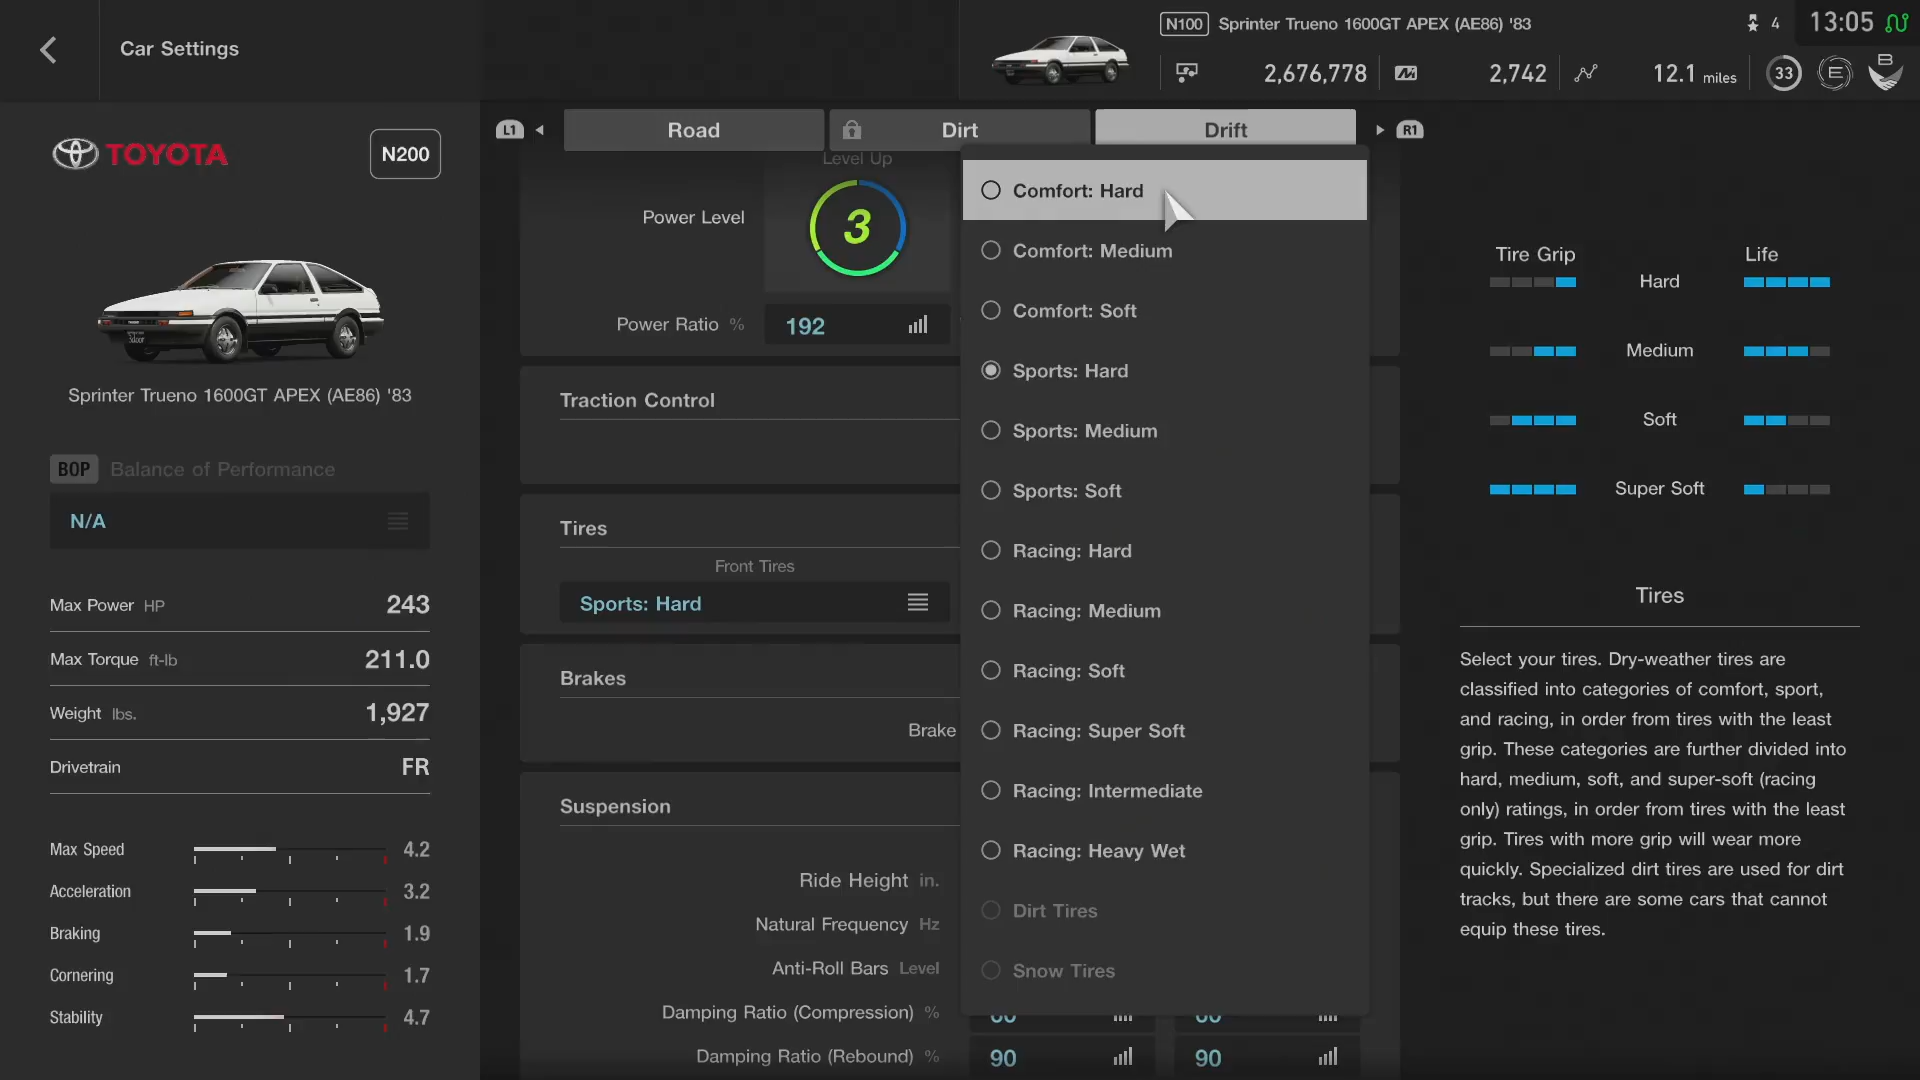 Car Settings
N100 Sprinter Trueno 1600GT APEX (AE86) '83
4
13:05
2,676,778
2,742
12.1 miles
33
E
B
TOYOTA
N200
Sprinter Trueno 1600GT APEX (AE86) '83
BOP Balance of Performance
N/A
Max Power HP 243
Max Torque ft-lb 211.0
Weight lbs. 1,927
Drivetrain FR
Max Speed 4.2
Acceleration 3.2
Braking 1.9
Cornering 1.7
Stability 4.7
L1 Road Dirt Drift R1
Level Up
Power Level 3
Power Ratio % 192
Traction Control
Tires
Front Tires
Sports: Hard
Brakes
Brake
Suspension
Ride Height in.
Natural Frequency Hz
Anti-Roll Bars Level
Damping Ratio (Compression) %
Damping Ratio (Rebound) % 90 90
Comfort: Hard
Comfort: Medium
Comfort: Soft
Sports: Hard
Sports: Medium
Sports: Soft
Racing: Hard
Racing: Medium
Racing: Soft
Racing: Super Soft
Racing: Intermediate
Racing: Heavy Wet
Dirt Tires
Snow Tires
Tire Grip Life
Hard
Medium
Soft
Super Soft
Tires
Select your tires. Dry-weather tires are
classified into categories of comfort, sport,
and racing, in order from tires with the least
grip. These categories are further divided into
hard, medium, soft, and super-soft (racing
only) ratings, in order from tires with the least
grip. Tires with more grip will wear more
quickly. Specialized dirt tires are used for dirt
tracks, but there are some cars that cannot
equip these tires.